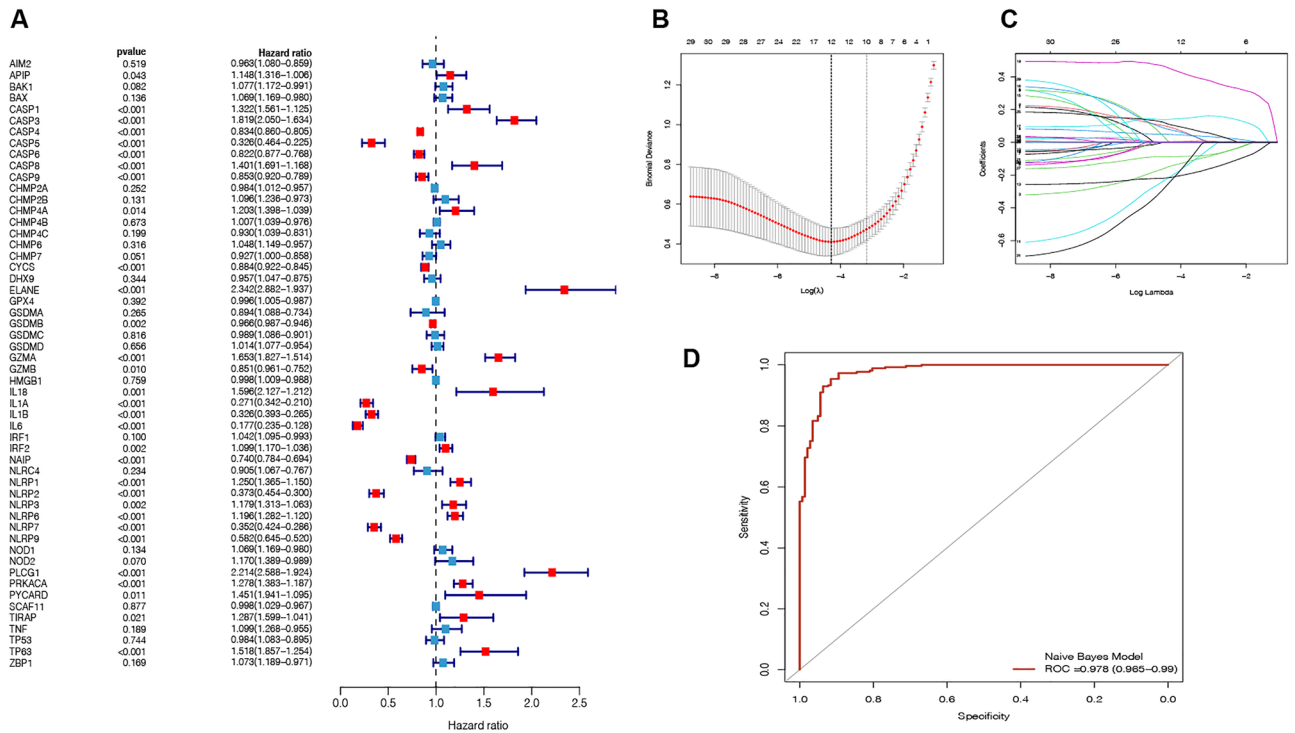 A
pvalue Hazard ratio
AIM2 0.519 0.963(1.080–0.859)
APIP 0.043 1.148(1.316–1.006)
BAK1 0.082 1.077(1.172–0.991)
BAX 0.136 1.069(1.169–0.980)
CASP1 <0.001 1.322(1.561–1.125)
CASP3 <0.001 1.819(2.050–1.634)
CASP4 <0.001 0.834(0.860–0.805)
CASP5 <0.001 0.326(0.464–0.225)
CASP6 <0.001 0.822(0.877–0.768)
CASP8 <0.001 1.401(1.691–1.168)
CASP9 <0.001 0.853(0.920–0.789)
CHMP2A 0.252 0.984(1.012–0.957)
CHMP2B 0.131 1.096(1.236–0.973)
CHMP4A 0.014 1.203(1.398–1.039)
CHMP4B 0.673 1.007(1.039–0.976)
CHMP4C 0.199 0.930(1.039–0.831)
CHMP6 0.316 1.048(1.149–0.957)
CHMP7 0.051 0.927(1.000–0.858)
CYCS <0.001 0.884(0.922–0.845)
DHX9 0.344 0.957(1.047–0.875)
ELANE <0.001 2.342(2.882–1.937)
GPX4 0.392 0.996(1.005–0.987)
GSDMA 0.265 0.894(1.088–0.734)
GSDMB 0.002 0.966(0.987–0.946)
GSDMC 0.816 0.989(1.086–0.901)
GSDMD 0.656 1.014(1.077–0.954)
GZMA <0.001 1.653(1.827–1.514)
GZMB 0.010 0.851(0.961–0.752)
HMGB1 0.759 0.998(1.009–0.988)
IL18 0.001 1.596(2.127–1.212)
IL1A <0.001 0.271(0.342–0.210)
IL1B <0.001 0.326(0.393–0.265)
IL6 <0.001 0.177(0.235–0.128)
IRF1 0.100 1.042(1.095–0.993)
IRF2 0.002 1.099(1.170–1.036)
NAIP <0.001 0.740(0.784–0.694)
NLRC4 0.234 0.905(1.067–0.767)
NLRP1 <0.001 1.250(1.365–1.150)
NLRP2 <0.001 0.373(0.454–0.300)
NLRP3 0.002 1.179(1.313–1.063)
NLRP6 <0.001 1.196(1.282–1.120)
NLRP7 <0.001 0.352(0.424–0.286)
NLRP9 <0.001 0.582(0.645–0.520)
NOD1 0.134 1.069(1.169–0.980)
NOD2 0.070 1.170(1.389–0.989)
PLCG1 <0.001 2.214(2.588–1.924)
PRKACA <0.001 1.278(1.383–1.187)
PYCARD 0.011 1.451(1.941–1.095)
SCAF11 0.877 0.998(1.029–0.967)
TIRAP 0.021 1.287(1.599–1.041)
TNF 0.189 1.099(1.268–0.955)
TP53 0.744 0.984(1.083–0.895)
TP63 <0.001 1.518(1.857–1.254)
ZBP1 0.169 1.073(1.189–0.971)
0.0 0.5 1.0 1.5 2.0 2.5
Hazard ratio
B
29 30 29 28 27 24 22 17 12 10 8 7 6 4 1
Binomial Deviance
1.2
1.0
0.8
0.6
0.4
−8 −6 −4 −2
Log(λ)
C
30 26 12 6
Coefficients
0.4
0.2
0.0
−0.2
−0.4
−0.6
−8 −6 −4 −2
Log Lambda
D
Sensitivity
1.0
0.8
0.6
0.4
0.2
0.0
Naive Bayes Model
ROC =0.978 (0.965–0.99)
1.0 0.8 0.6 0.4 0.2 0.0
Specificity